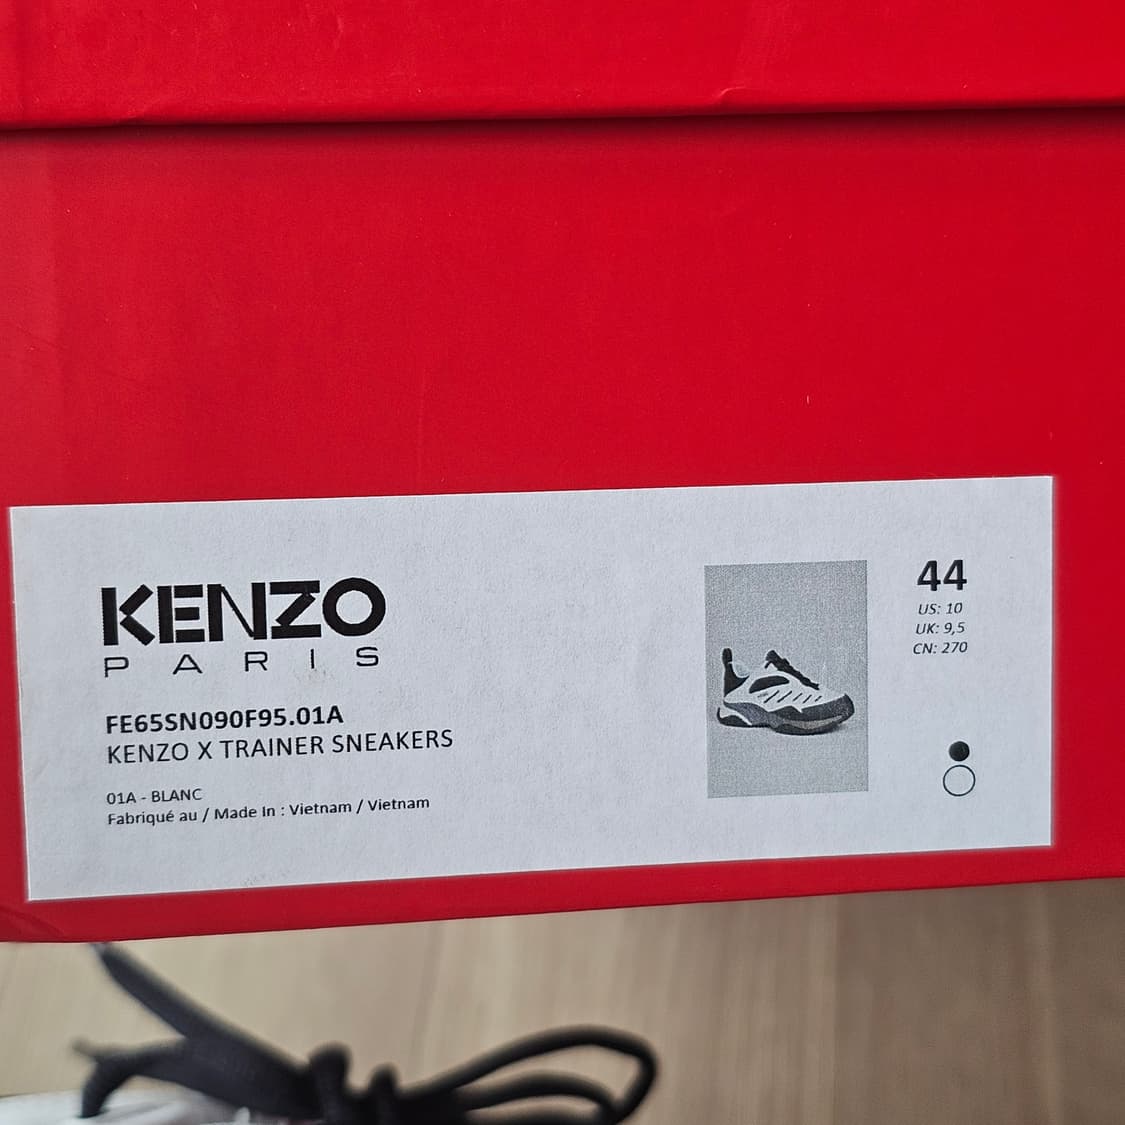 KENZO
PARIS
FE65SN090F95.01A
KENZO X TRAINER SNEAKERS
01A - BLANC
Fabriqué au / Made In : Vietnam / Vietnam
44
US: 10
UK: 9,5
CN: 270